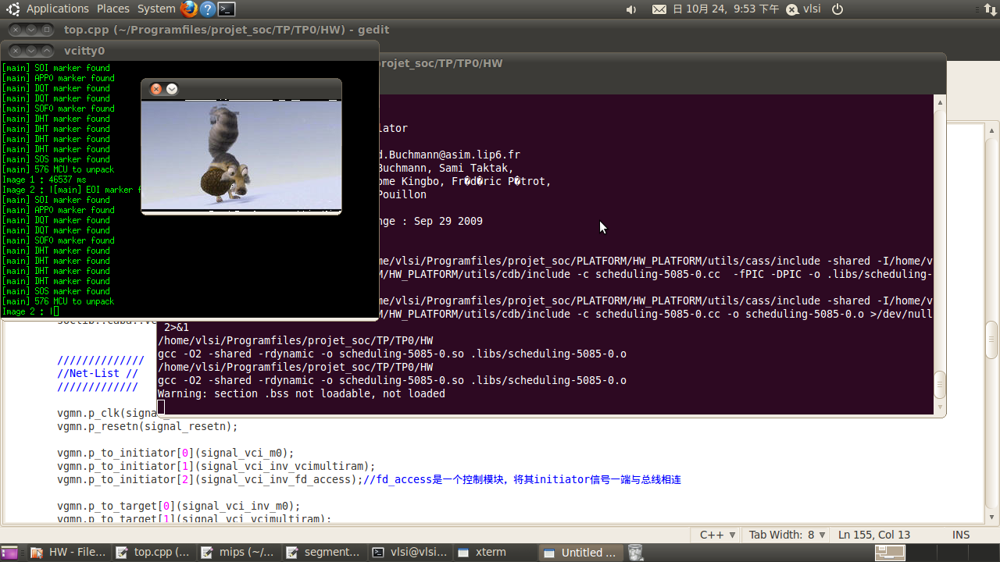 Applications Places System
日 10月 24, 9:53 下午
vlsi
top.cpp (~/Programfiles/projet_soc/TP/TP0/HW) - gedit
vcitty0
rojet_soc/TP/TP0/HW
[main] SOI marker found
[main] APP0 marker found
[main] DQT marker found
[main] DQT marker found
[main] SOF0 marker found
[main] DHT marker found
[main] DHT marker found
[main] DHT marker found
[main] DHT marker found
[main] SOS marker found
[main] 576 MCU to unpack
Image 1 : 46537 ms
Image 2 : |[main] EOI marker f
[main] SOI marker found
[main] APP0 marker found
[main] DQT marker found
[main] DQT marker found
[main] SOF0 marker found
[main] DHT marker found
[main] DHT marker found
[main] DHT marker found
[main] DHT marker found
[main] SOS marker found
[main] 576 MCU to unpack
Image 2 : |
lator
d.Buchmann@asim.lip6.fr
Buchmann, Sami Taktak,
ome Kingbo, Fr�d�ric P�trot,
Pouillon
nge : Sep 29 2009
me/vlsi/Programfiles/projet_soc/PLATFORM/HW_PLATFORM/utils/cass/include -shared -I/home/v
M/HW_PLATFORM/utils/cdb/include -c scheduling-5085-0.cc -fPIC -DPIC -o .libs/scheduling-
me/vlsi/Programfiles/projet_soc/PLATFORM/HW_PLATFORM/utils/cass/include -shared -I/home/v
M/HW_PLATFORM/utils/cdb/include -c scheduling-5085-0.cc -o scheduling-5085-0.o >/dev/null
2>&1
/home/vlsi/Programfiles/projet_soc/TP/TP0/HW
gcc -O2 -shared -rdynamic -o scheduling-5085-0.so .libs/scheduling-5085-0.o
/home/vlsi/Programfiles/projet_soc/TP/TP0/HW
gcc -O2 -shared -rdynamic -o scheduling-5085-0.so .libs/scheduling-5085-0.o
Warning: section .bss not loadable, not loaded
//////////////
//Net-List //
/////////////
vgmn.p_clk(signal_
vgmn.p_resetn(signal_resetn);
vgmn.p_to_initiator[0](signal_vci_m0);
vgmn.p_to_initiator[1](signal_vci_inv_vcimultiram);
vgmn.p_to_initiator[2](signal_vci_inv_fd_access);//fd_access是一个控制模块，将其initiator信号一端与总线相连
vgmn.p_to_target[0](signal_vci_inv_m0);
vgmn.p_to_target[1](signal_vci_vcimultiram);
C++ Tab Width: 8 Ln 155, Col 13 INS
HW - File... top.cpp (... mips (~/... segment... vlsi@vlsi... xterm Untitled ...